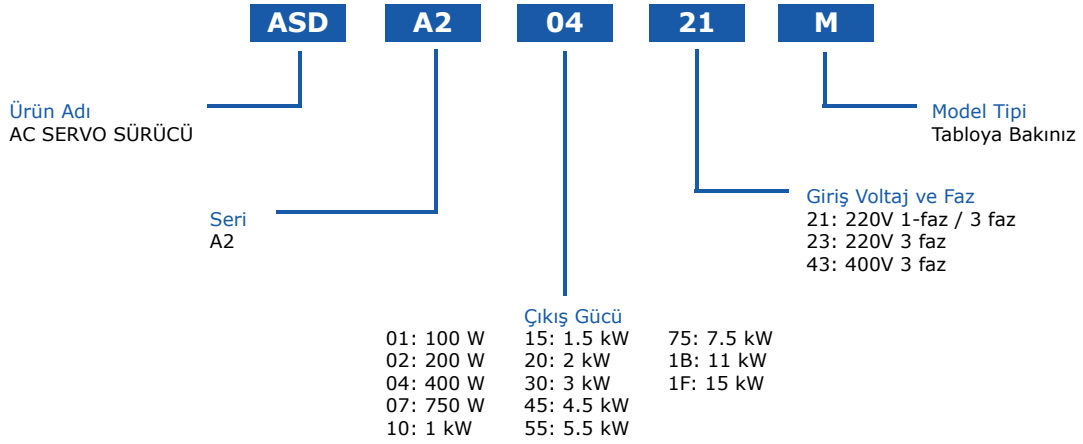 ASD A2 04 21 M
Ürün Adı
AC SERVO SÜRÜCÜ
Model Tipi
Tabloya Bakınız
Giriş Voltaj ve Faz
21: 220V 1-faz / 3 faz
23: 220V 3 faz
43: 400V 3 faz
Seri
A2
Çıkış Gücü
01: 100 W 15: 1.5 kW 75: 7.5 kW
02: 200 W 20: 2 kW 1B: 11 kW
04: 400 W 30: 3 kW 1F: 15 kW
07: 750 W 45: 4.5 kW
10: 1 kW 55: 5.5 kW